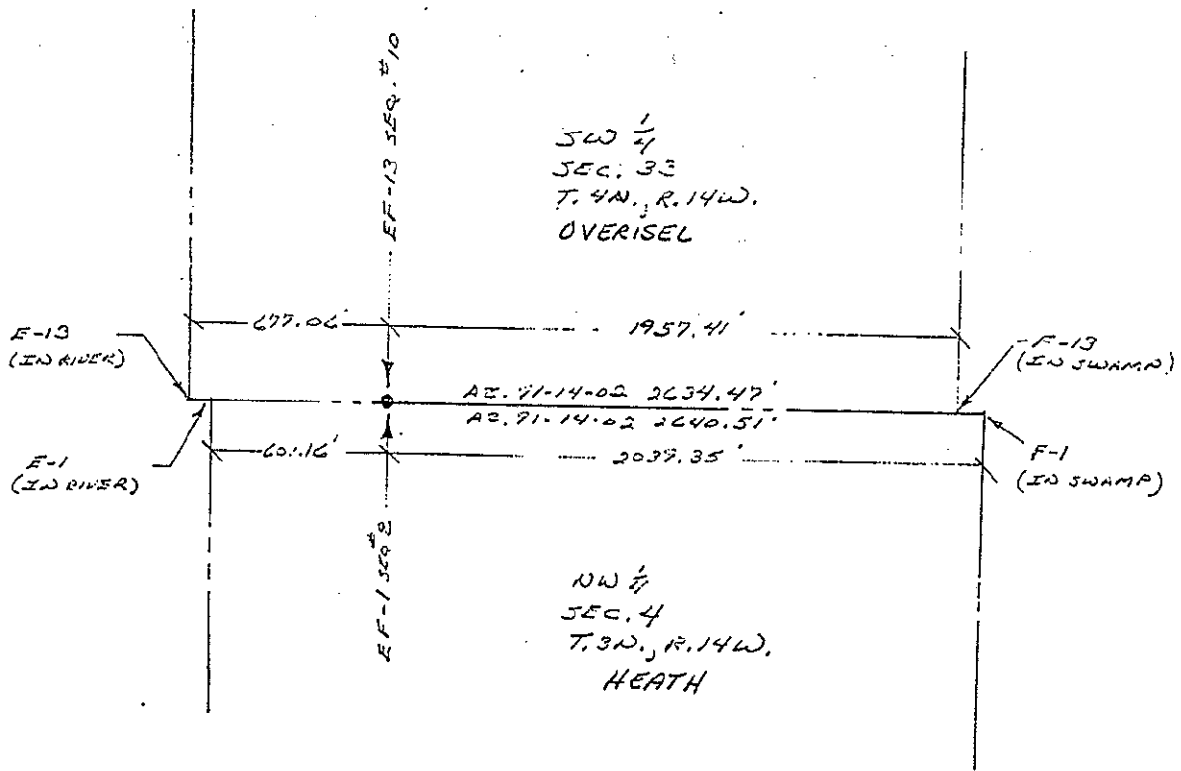 EF-13 SEQ. #10
SW 1/4
SEC. 33
T. 4N., R. 14W.
OVERISEL
677.06'
1957.41'
E-13
(IN RIVER)
F-13
(IN SWAMP)
AZ. 91-14-02 2634.47'
AZ. 91-14-02 2640.51'
E-1
(IN RIVER)
601.16'
2039.35'
F-1
(IN SWAMP)
EF-1 SEQ #2
NW 1/4
SEC. 4
T. 3N., R. 14W.
HEATH